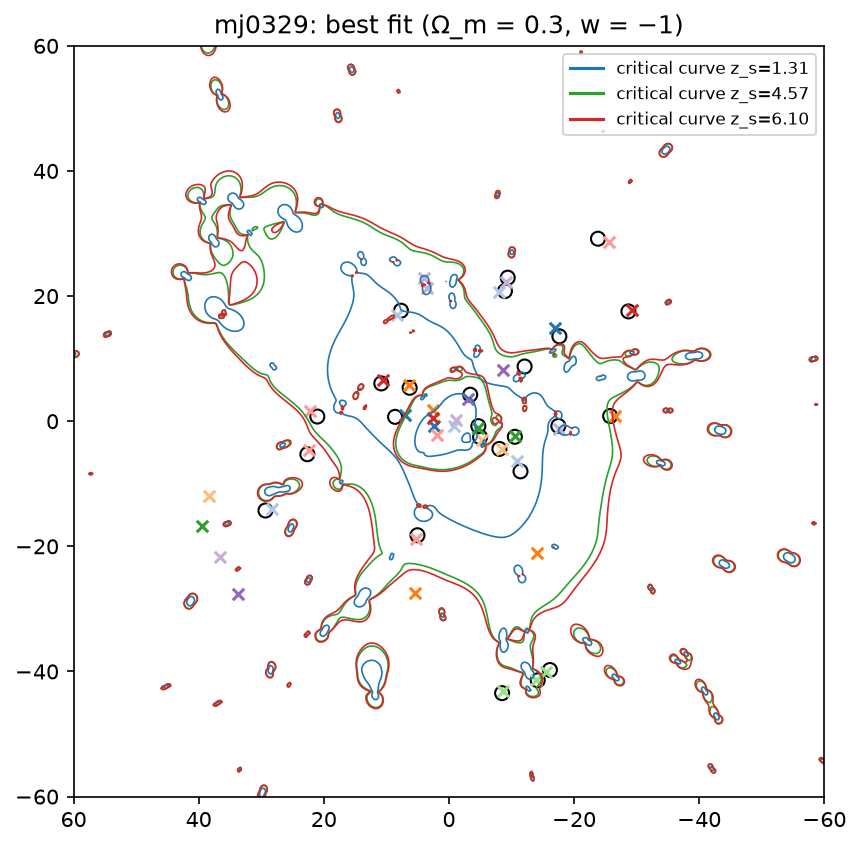 mj0329: best fit (Ω_m = 0.3, w = −1)
critical curve z_s=1.31
critical curve z_s=4.57
critical curve z_s=6.10
60
40
20
0
−20
−40
−60
60 40 20 0 −20 −40 −60